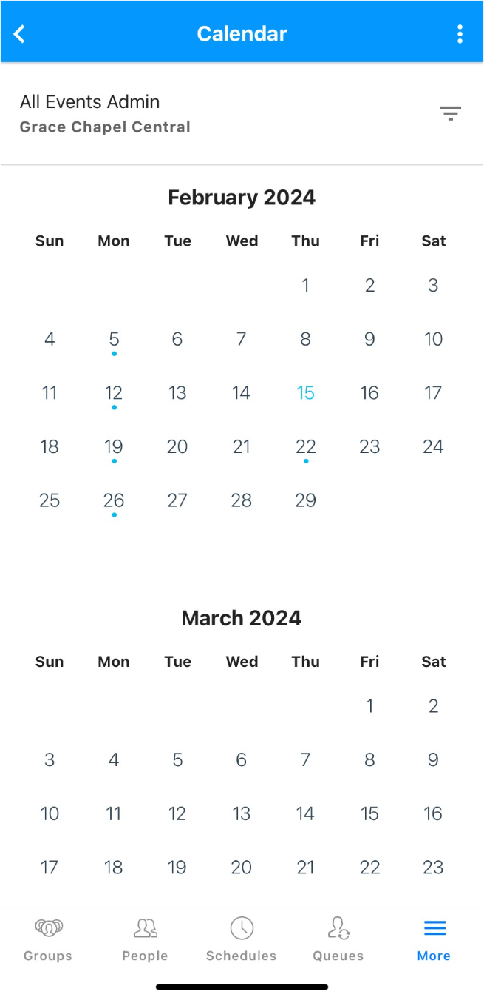 Calendar
All Events Admin
Grace Chapel Central
February 2024
Sun Mon Tue Wed Thu Fri Sat
1 2 3
4 5 6 7 8 9 10
11 12 13 14 15 16 17
18 19 20 21 22 23 24
25 26 27 28 29
March 2024
Sun Mon Tue Wed Thu Fri Sat
1 2
3 4 5 6 7 8 9
10 11 12 13 14 15 16
17 18 19 20 21 22 23
Groups People Schedules Queues More